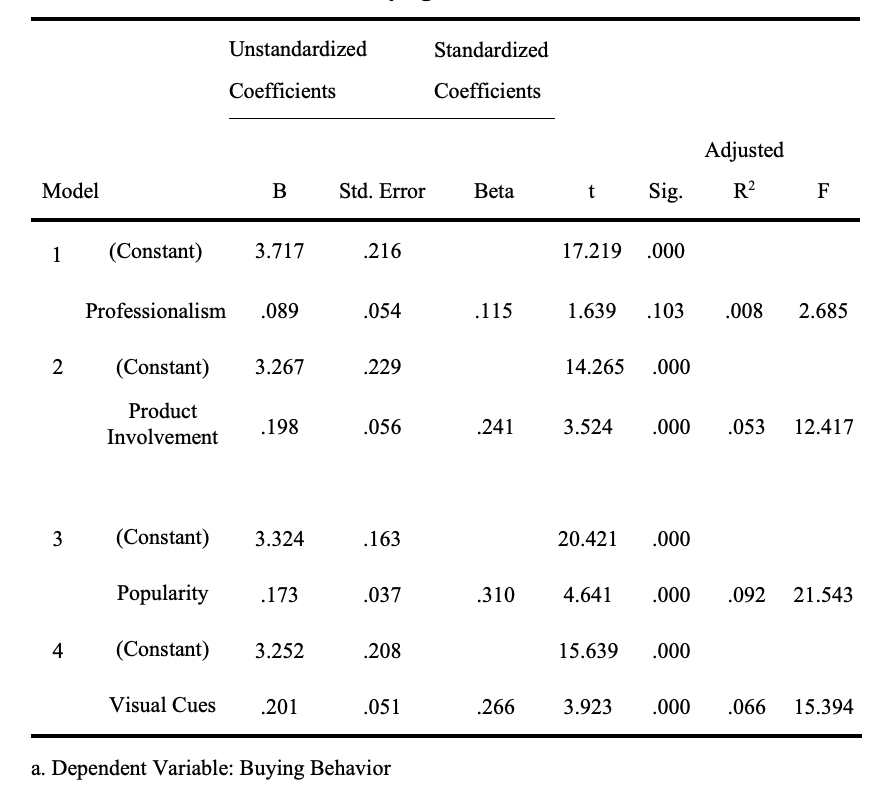 Unstandardized Standardized
Coefficients Coefficients
Adjusted
Model B Std. Error Beta t Sig. R² F
1 (Constant) 3.717 .216 17.219 .000
Professionalism .089 .054 .115 1.639 .103 .008 2.685
2 (Constant) 3.267 .229 14.265 .000
Product
Involvement .198 .056 .241 3.524 .000 .053 12.417
3 (Constant) 3.324 .163 20.421 .000
Popularity .173 .037 .310 4.641 .000 .092 21.543
4 (Constant) 3.252 .208 15.639 .000
Visual Cues .201 .051 .266 3.923 .000 .066 15.394
a. Dependent Variable: Buying Behavior